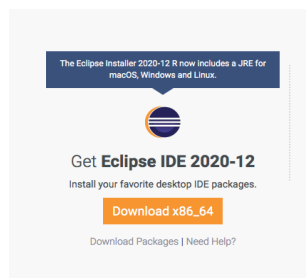 The Eclipse Installer 2020-12 R now includes a JRE for
macOS, Windows and Linux.
Get Eclipse IDE 2020-12
Install your favorite desktop IDE packages.
Download x86_64
Download Packages | Need Help?